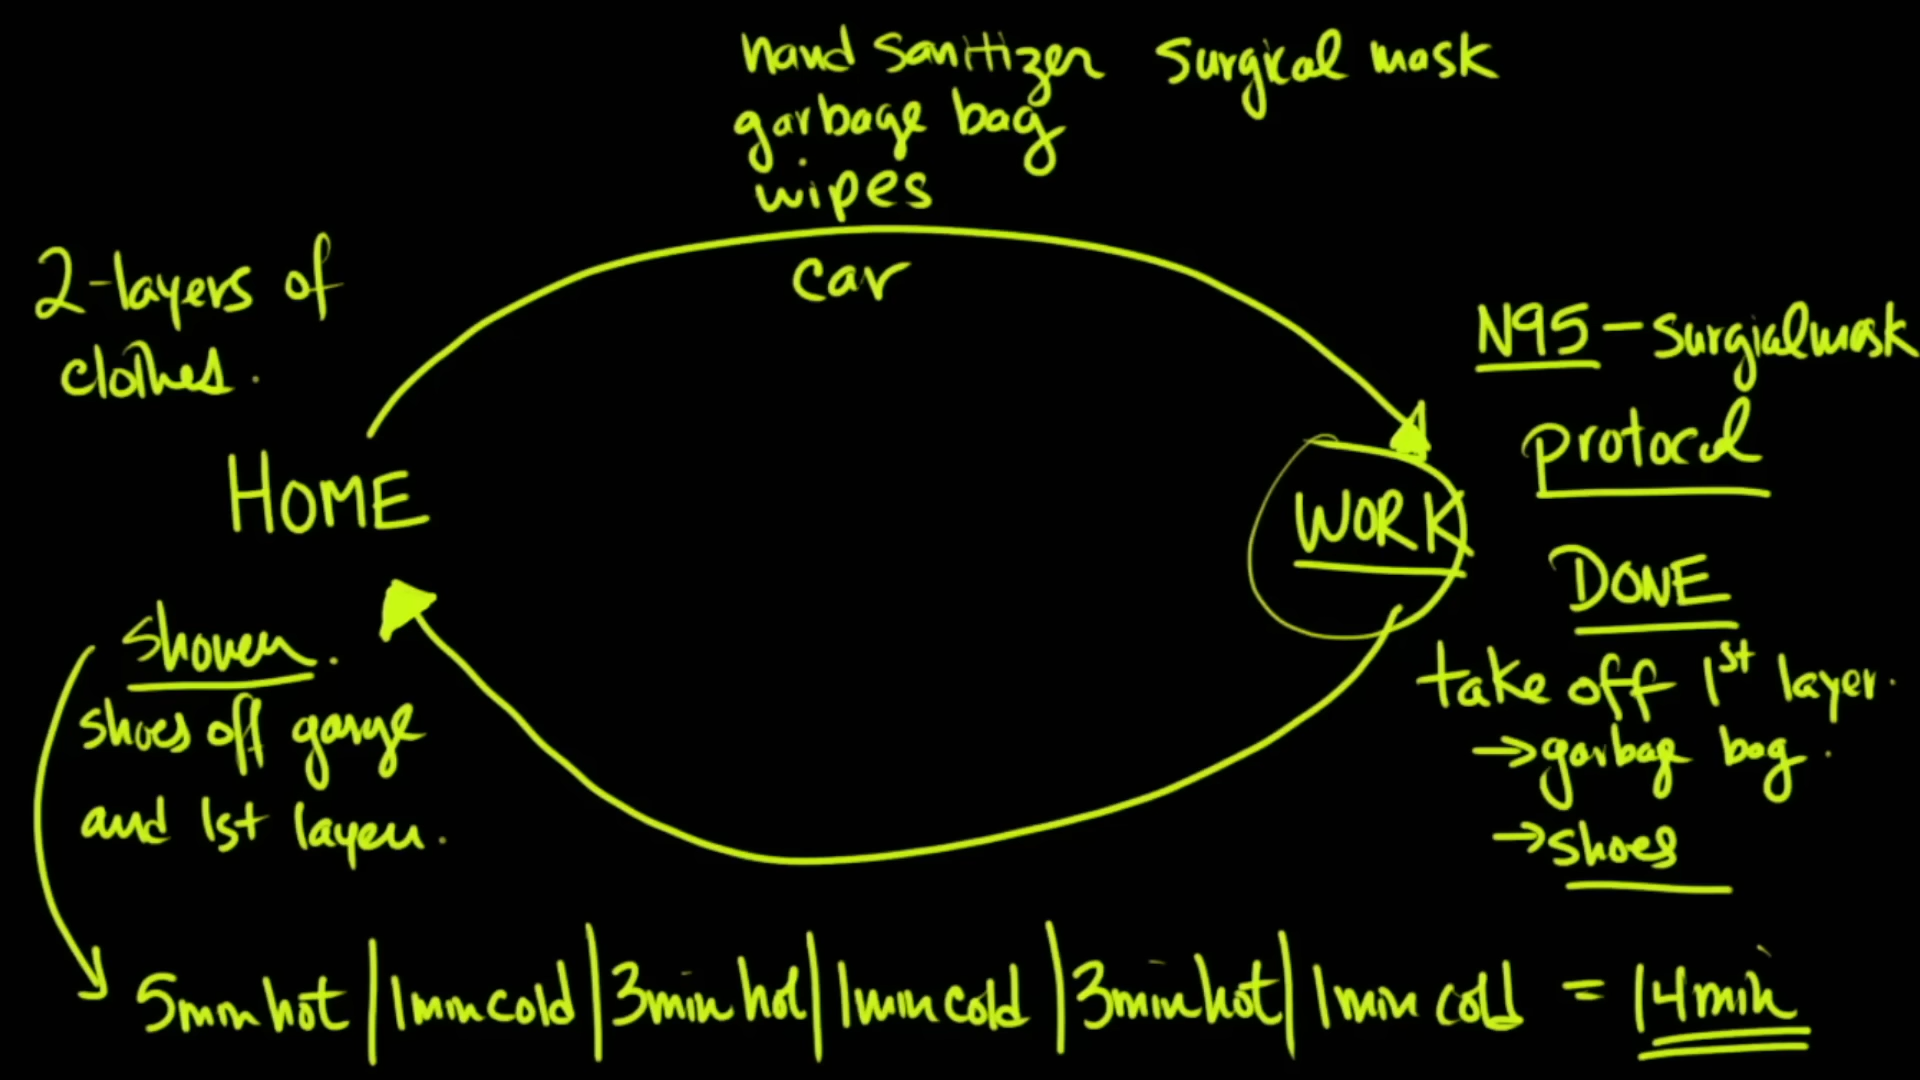 hand sanitizer surgical mask
garbage bag
wipes
car
2-layers of
clothes.
HOME
N95 - surgial mask
protocol
WORK
DONE
take off 1st layer.
→ garbage bag.
→ shoes
shower.
shoes off garage
and 1st layer.
5min hot | 1min cold | 3min hot | 1min cold | 3min hot | 1min cold = 14min